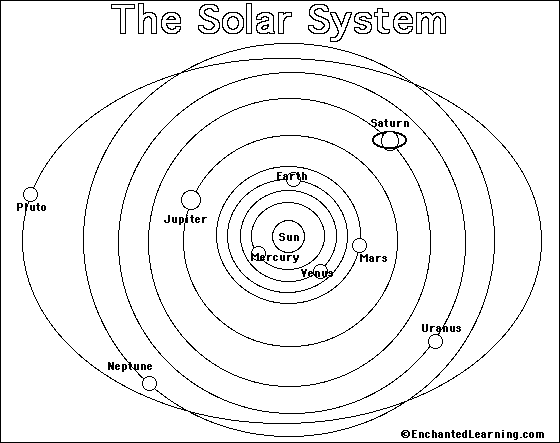 The Solar System
Saturn
Earth
Pluto
Jupiter
Sun
Mercury
Mars
Venus
Uranus
Neptune
©EnchantedLearning.com